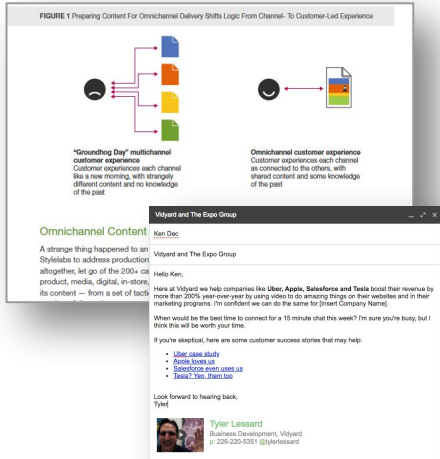 FIGURE 1 Preparing Content For Omnichannel Delivery Shifts Logic From Channel- To Customer-Led Experience
"Groundhog Day" multichannel
customer experience
Customer experiences each channel
like a new morning, with strangely
different content and no knowledge
of the past
Omnichannel customer experience
Customer experiences each channel
as connected to the others, with
shared content and some knowledge
of the past
Omnichannel Content
A strange thing happened to an
Stylelabs to address production
altogether, let go of the 200+ ca
product, media, digital, in-store,
its content — from a set of tacti
Vidyard and The Expo Group
Ken Dec
Vidyard and The Expo Group
Hello Ken,
Here at Vidyard we help companies like Uber, Apple, Salesforce and Tesla boost their revenue by
more than 200% year-over-year by using video to do amazing things on their websites and in their
marketing programs. I'm confident we can do the same for [Insert Company Name].
When would be the best time to connect for a 15 minute chat this week? I'm sure you're busy, but I
think this will be worth your time.
If you're skeptical, here are some customer success stories that may help:
• Uber case study
• Apple loves us
• Salesforce even uses us
• Tesla? Yep, them too
Look forward to hearing back,
Tyler
Tyler Lessard
Business Development, Vidyard
p: 226-220-5351 @tylerlessard